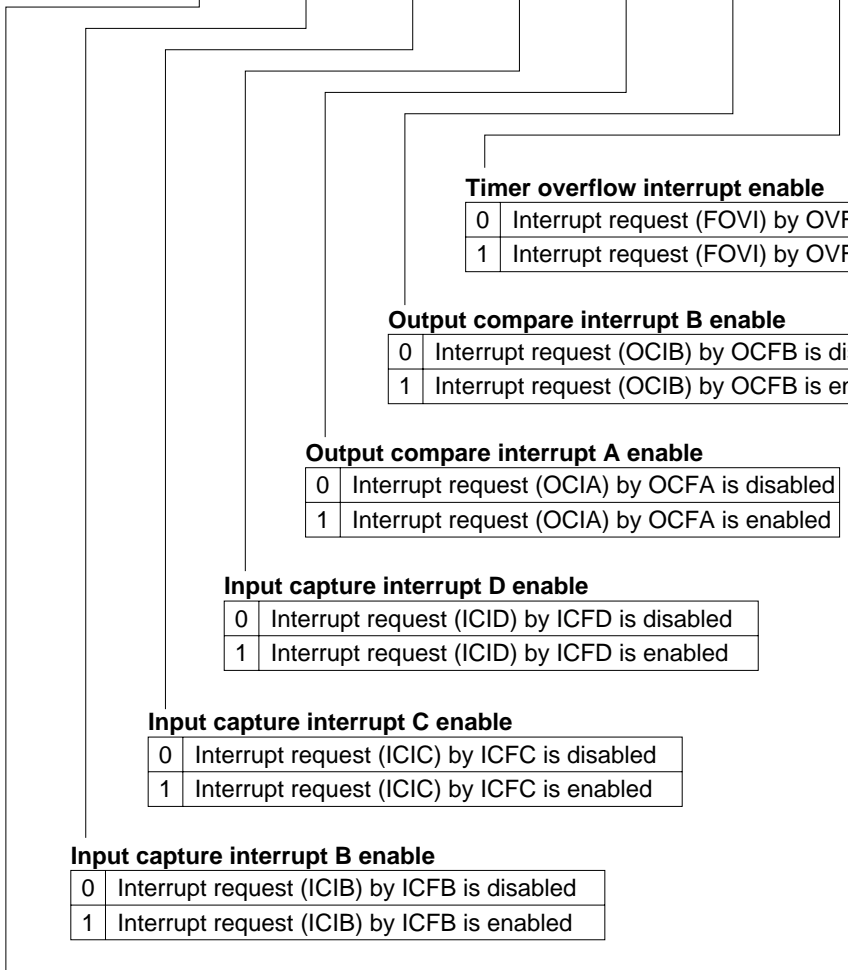 Timer overflow interrupt enable
0 Interrupt request (FOVI) by
1 Interrupt request (FOVI) by
Output compare interrupt B enable
0 Interrupt request (OCIB) by OCFB is
1 Interrupt request (OCIB) by OCFB is
Output compare interrupt A enable
0 Interrupt request (OCIA) by OCFA is disabled
1 Interrupt request (OCIA) by OCFA is enabled
Input capture interrupt D enable
0 Interrupt request (ICID) by ICFD is disabled
1 Interrupt request (ICID) by ICFD is enabled
Input capture interrupt C enable
0 Interrupt request (ICIC) by ICFC is disabled
1 Interrupt request (ICIC) by ICFC is enabled
Input capture interrupt B enable
0 Interrupt request (ICIB) by ICFB is disabled
1 Interrupt request (ICIB) by ICFB is enabled